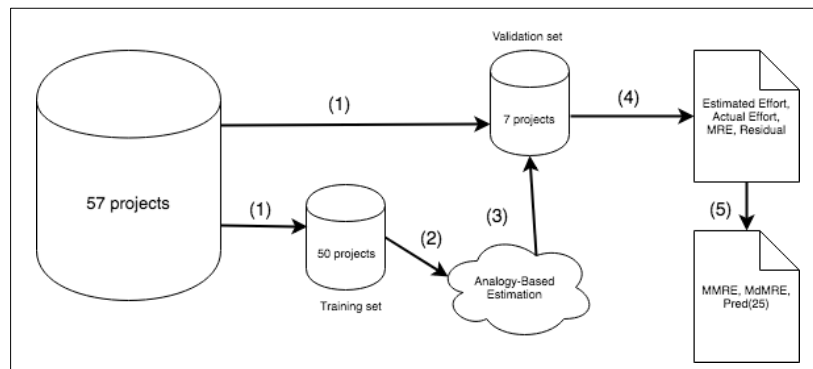 Validation set
(1)
7 projects
(4)
Estimated Effort,
Actual Effort,
MRE, Residual
57 projects
(1)
50 projects
Training set
(2)
(3)
Analogy-Based
Estimation
(5)
MMRE, MdMRE,
Pred(25)